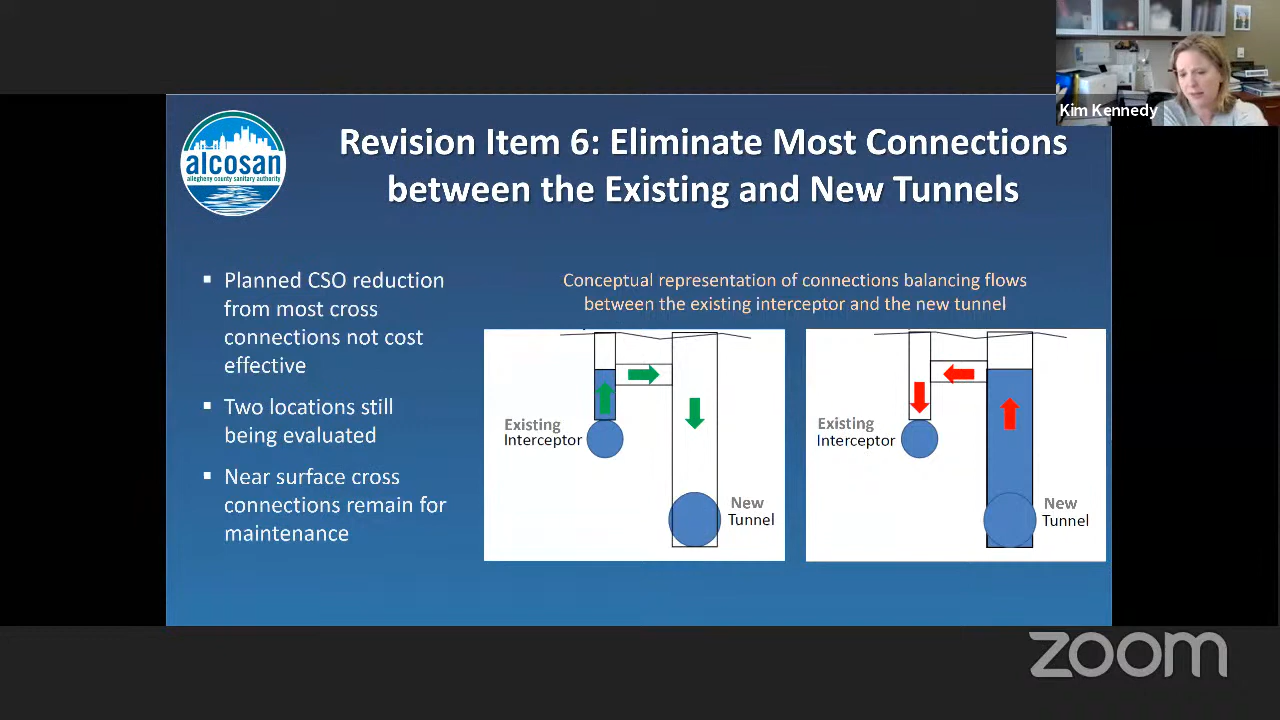 Kim Kennedy
alcosan
allegheny county sanitary authority
Revision Item 6: Eliminate Most Connections
between the Existing and New Tunnels
▪ Planned CSO reduction
from most cross
connections not cost
effective
▪ Two locations still
being evaluated
▪ Near surface cross
connections remain for
maintenance
Conceptual representation of connections balancing flows
between the existing interceptor and the new tunnel
Existing
Interceptor
New
Tunnel
Existing
Interceptor
New
Tunnel
zoom